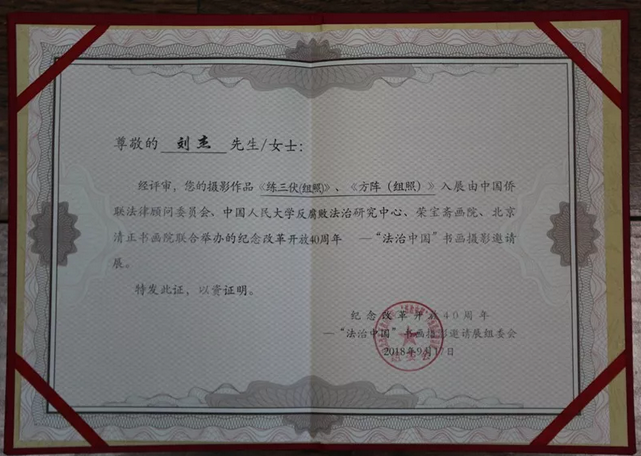 尊敬的 刘杰 先生/女士：
经评审，您的摄影作品《练三伏(组照)》、《方阵（组照）》入展由中国侨
联法律顾问委员会、中国人民大学反腐败法治研究中心、荣宝斋画院、北京
清正书画院联合举办的纪念改革开放40周年 —“法治中国”书画摄影邀请
展。
特发此证，以资证明。
纪念改革开放40周年
—“法治中国”书画摄影邀请展组委会
2018年9月17日